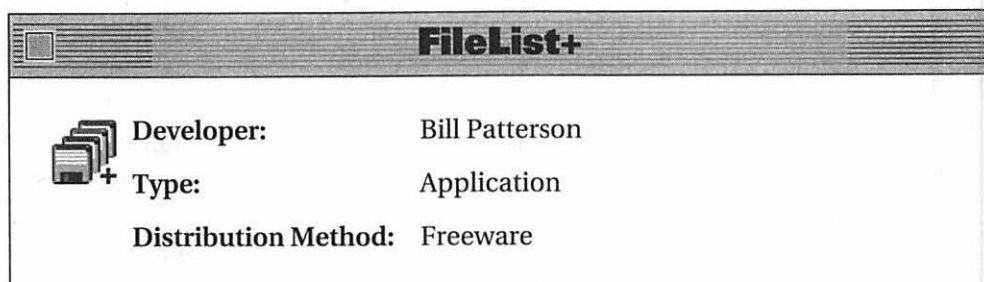 FileList+
Developer: Bill Patterson
Type: Application
Distribution Method: Freeware